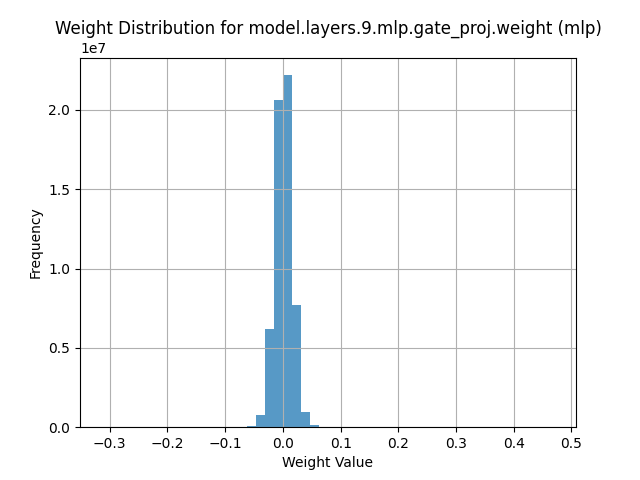 Weight Distribution for model.layers.9.mlp.gate_proj.weight (mlp)
1e7
2.0
1.5
1.0
0.5
0.0
Frequency
−0.3 −0.2 −0.1 0.0 0.1 0.2 0.3 0.4 0.5
Weight Value